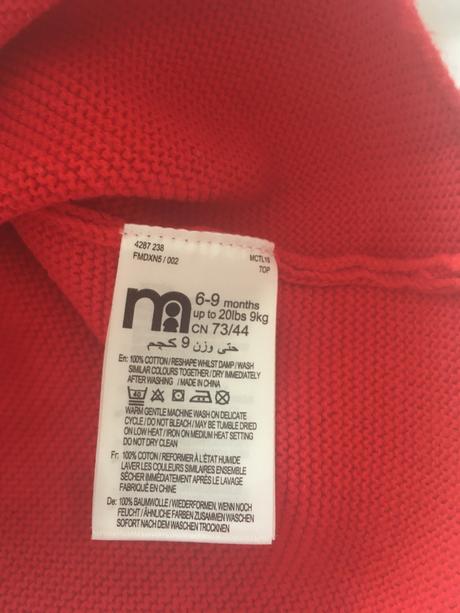 4287 238
FMDXN5 / 002
MCTL18
TOP
m
6-9 months
up to 20lbs 9kg
CN 73/44
حتى وزن 9 كجم
En: 100% COTTON / RESHAPE WHILST DAMP / WASH
SIMILAR COLOURS TOGETHER / DRY IMMEDIATELY
AFTER WASHING / MADE IN CHINA
40
WARM GENTLE MACHINE WASH ON DELICATE
CYCLE / DO NOT BLEACH / MAY BE TUMBLE DRIED
ON LOW HEAT / IRON ON MEDIUM HEAT SETTING
DO NOT DRY CLEAN
Fr: 100% COTON / REFORMER À L'ÉTAT HUMIDE
LAVER LES COULEURS SIMILAIRES ENSEMBLE
SÉCHER IMMÉDIATEMENT APRÈS LE LAVAGE
FABRIQUÉ EN CHINE
De: 100% BAUMWOLLE / WIEDERFORMEN, WENN NOCH
FEUCHT / ÄHNLICHE FARBEN ZUSAMMEN WASCHEN
SOFORT NACH DEM WASCHEN TROCKNEN